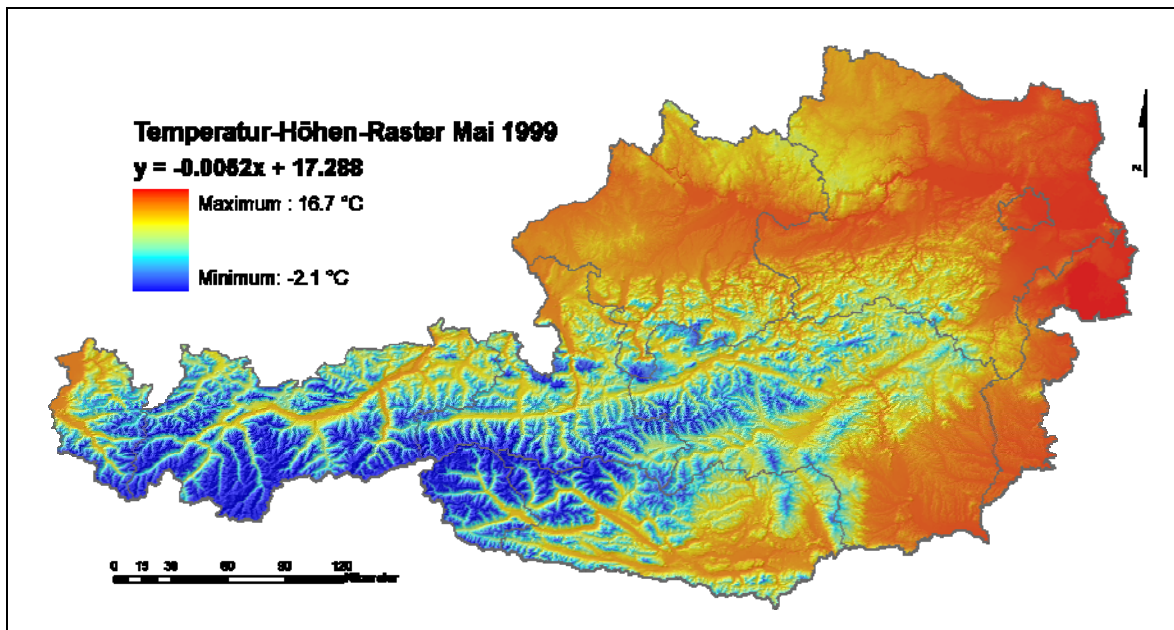 Temperatur-Höhen-Raster Mai 1999
y = -0.0052x + 17.288
Maximum : 16.7 °C
Minimum: -2.1 °C
N
0 15 30 60 90 120
Kilometer